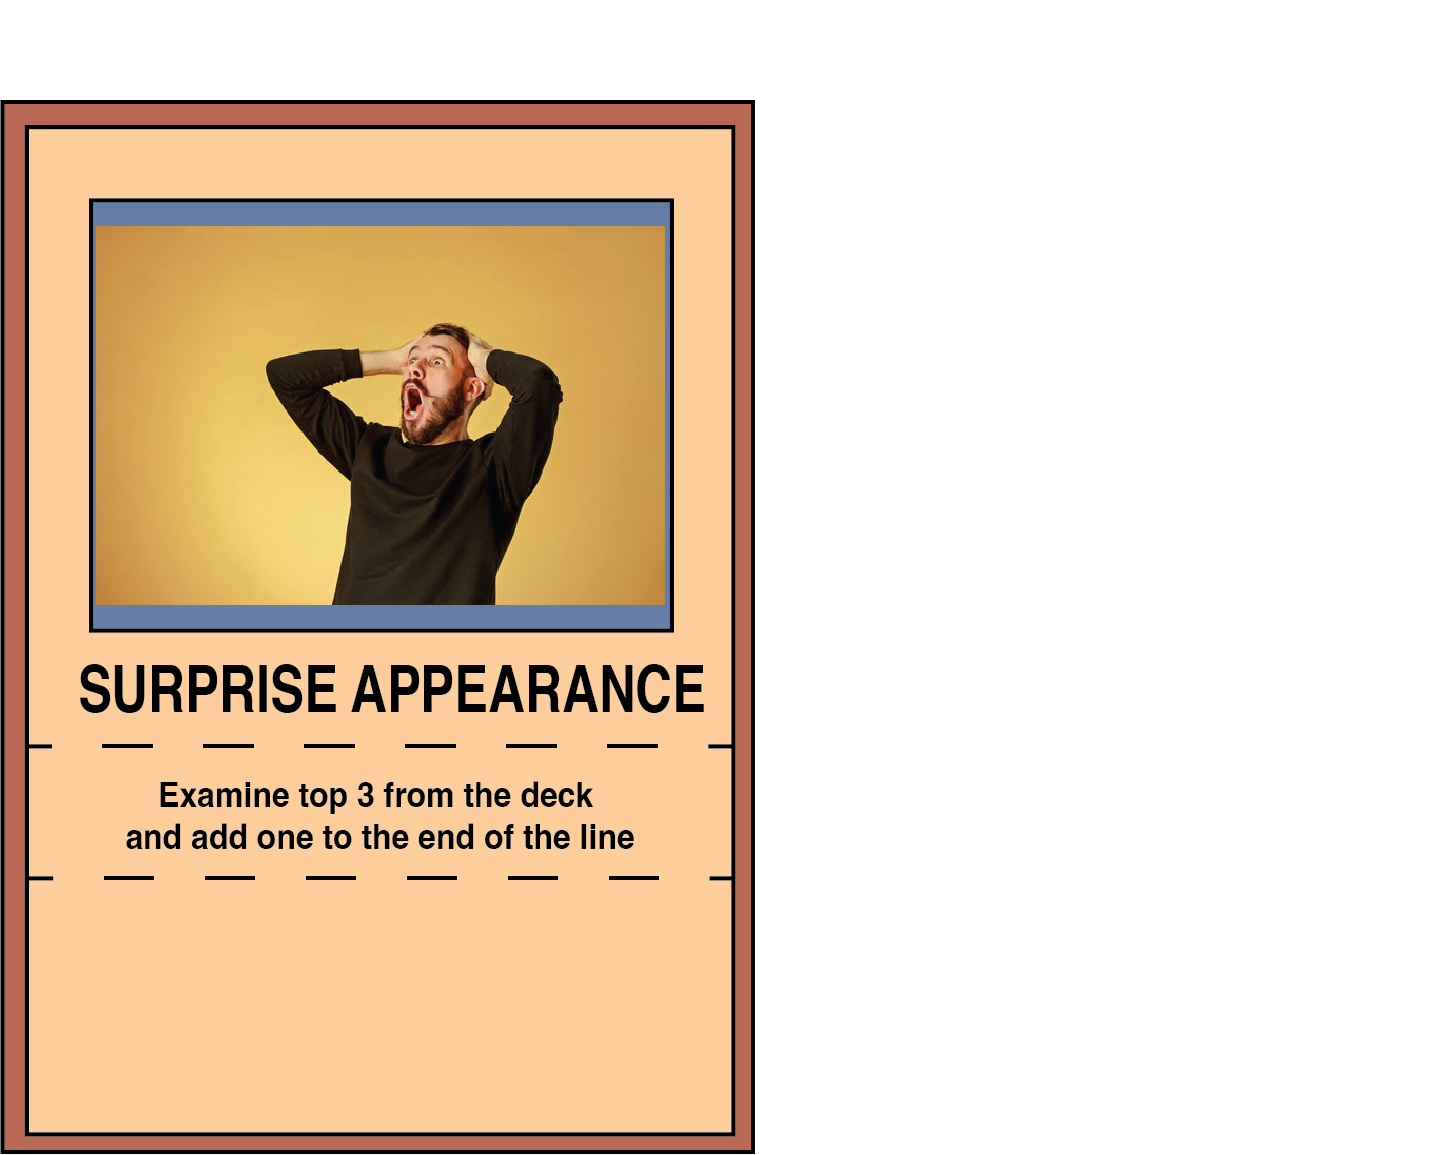 SURPRISE APPEARANCE
Examine top 3 from the deck
and add one to the end of the line